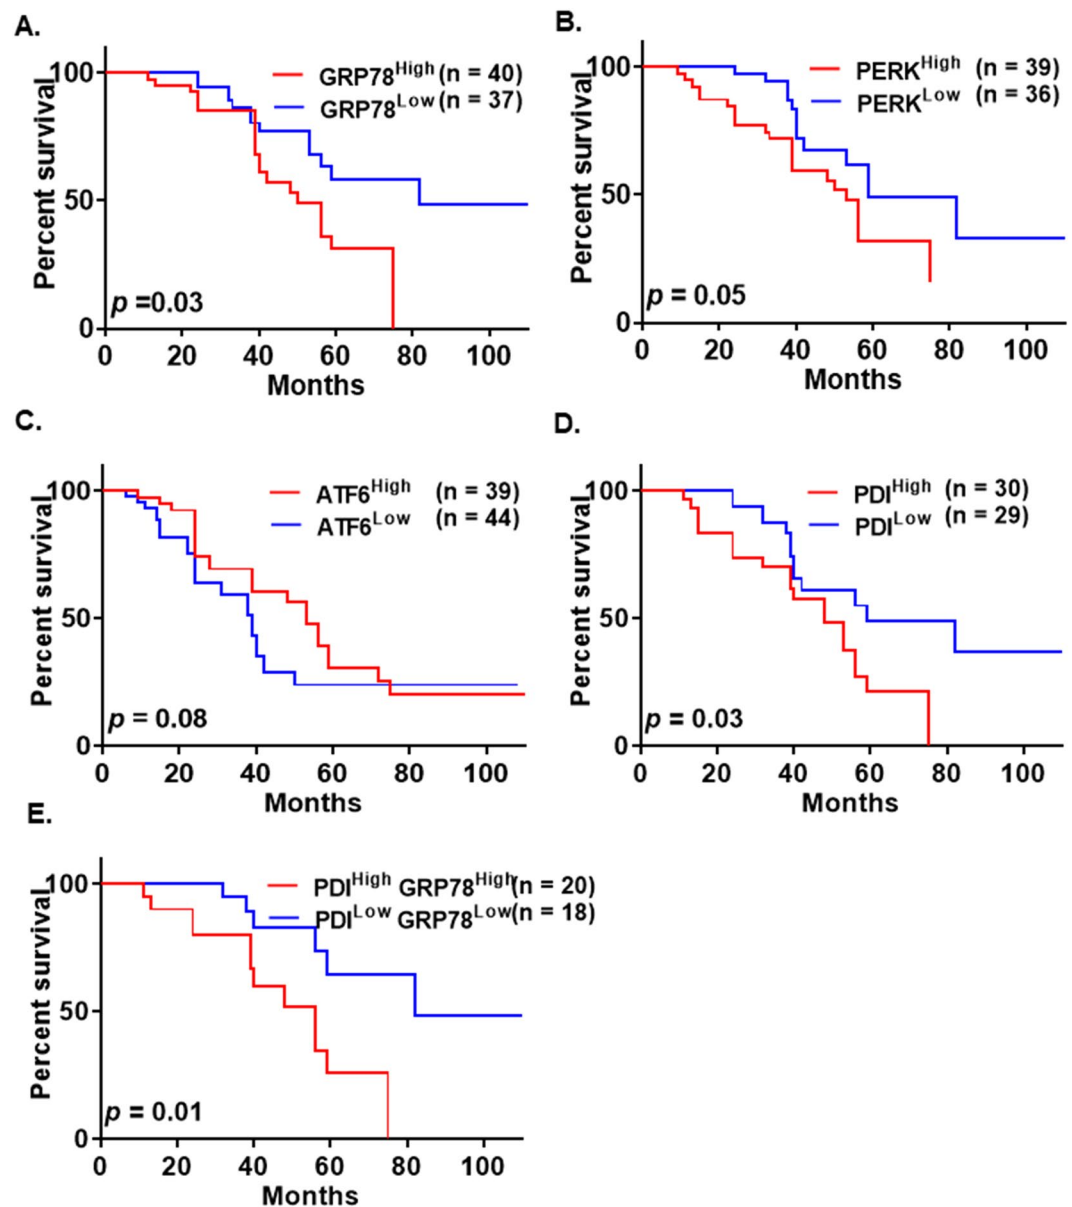 A.
GRP78High (n = 40)
GRP78Low (n = 37)
Percent survival
100
50
0
p =0.03
0 20 40 60 80 100
Months
B.
PERKHigh (n = 39)
PERKLow (n = 36)
Percent survival
100
50
0
p = 0.05
0 20 40 60 80 100
Months
C.
ATF6High (n = 39)
ATF6Low (n = 44)
Percent survival
100
50
0
p = 0.08
0 20 40 60 80 100
Months
D.
PDIHigh (n = 30)
PDILow (n = 29)
Percent survival
100
50
0
p = 0.03
0 20 40 60 80 100
Months
E.
PDIHigh GRP78High(n = 20)
PDILow GRP78Low(n = 18)
Percent survival
100
50
0
p = 0.01
0 20 40 60 80 100
Months